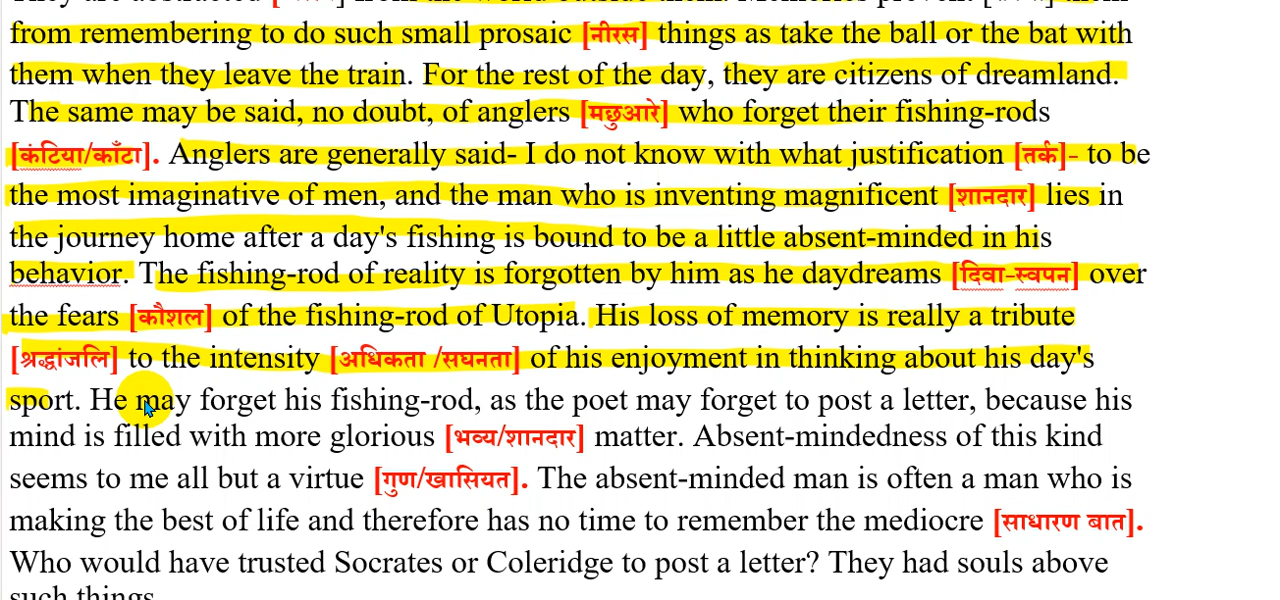 from remembering to do such small prosaic [नीरस] things as take the ball or the bat with
them when they leave the train. For the rest of the day, they are citizens of dreamland.
The same may be said, no doubt, of anglers [मछुआरे] who forget their fishing-rods
[कंटिया/काँटा]. Anglers are generally said- I do not know with what justification [तर्क]- to be
the most imaginative of men, and the man who is inventing magnificent [शानदार] lies in
the journey home after a day's fishing is bound to be a little absent-minded in his
behavior. The fishing-rod of reality is forgotten by him as he daydreams [दिवा-स्वपन] over
the fears [कौशल] of the fishing-rod of Utopia. His loss of memory is really a tribute
[श्रद्धांजलि] to the intensity [अधिकता /सघनता] of his enjoyment in thinking about his day's
sport. He may forget his fishing-rod, as the poet may forget to post a letter, because his
mind is filled with more glorious [भव्य/शानदार] matter. Absent-mindedness of this kind
seems to me all but a virtue [गुण/खासियत]. The absent-minded man is often a man who is
making the best of life and therefore has no time to remember the mediocre [साधारण बात].
Who would have trusted Socrates or Coleridge to post a letter? They had souls above
such things.